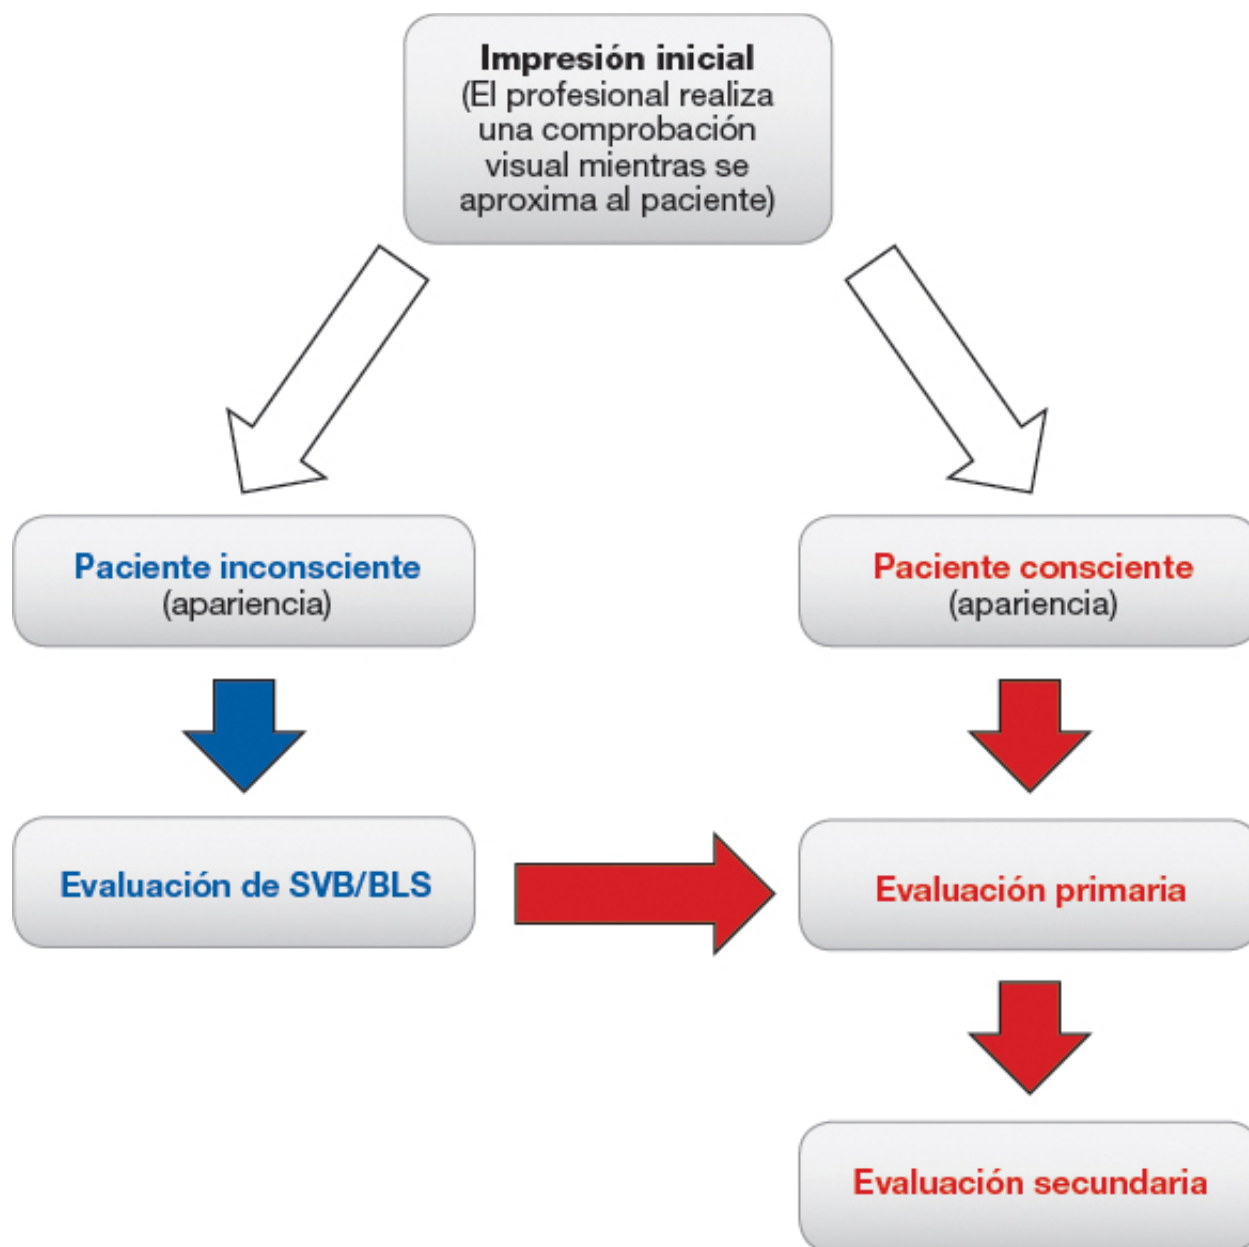 Impresión inicial
(El profesional realiza
una comprobación
visual mientras se
aproxima al paciente)
Paciente inconsciente
(apariencia)
Paciente consciente
(apariencia)
Evaluación de SVB/BLS
Evaluación primaria
Evaluación secundaria